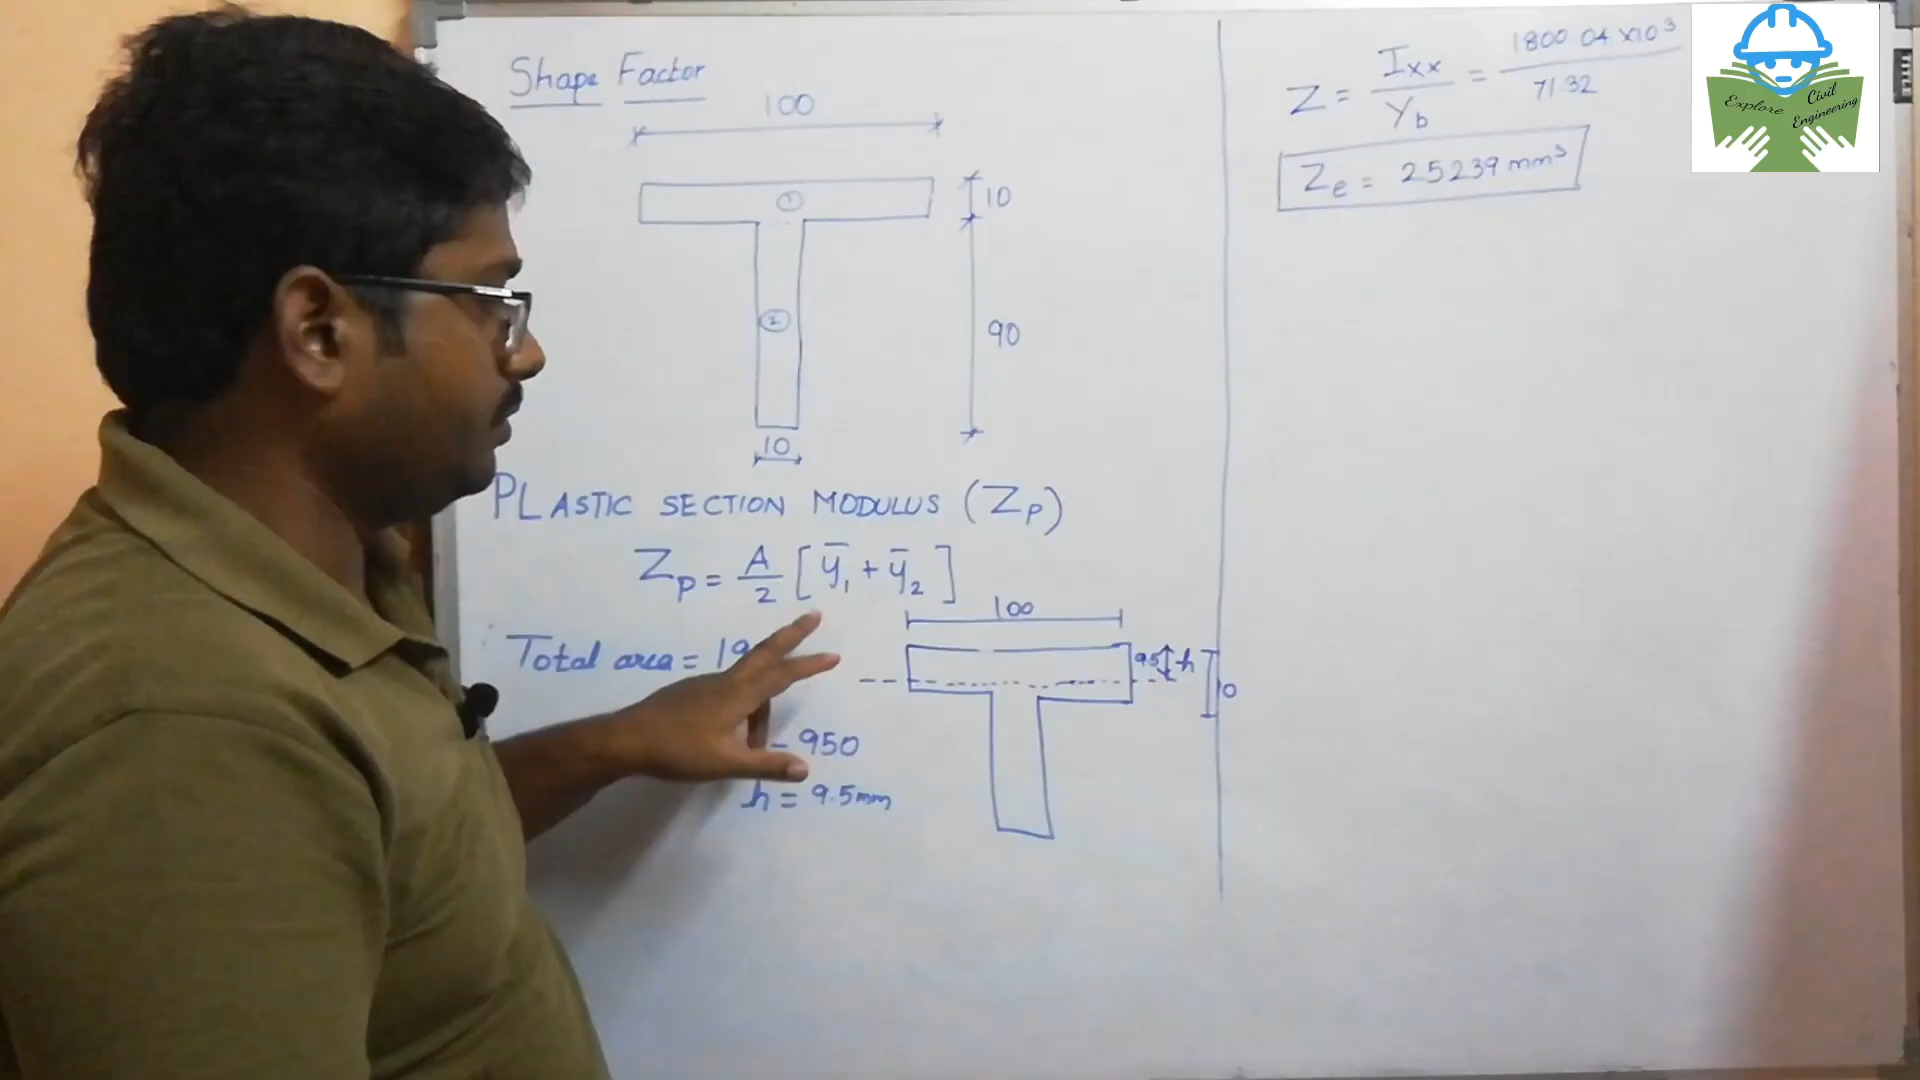 Shape Factor
100
1
10
2
90
10
PLASTIC SECTION MODULUS (Zp)
Zp = A/2 [ȳ1 + ȳ2]
Total area = 19
- 950
h = 9.5mm
100
9.5 h
10
Z = Ixx/Yb = 1800.04 x10³/71.32
Ze = 25239 mm³
Explore Civil Engineering